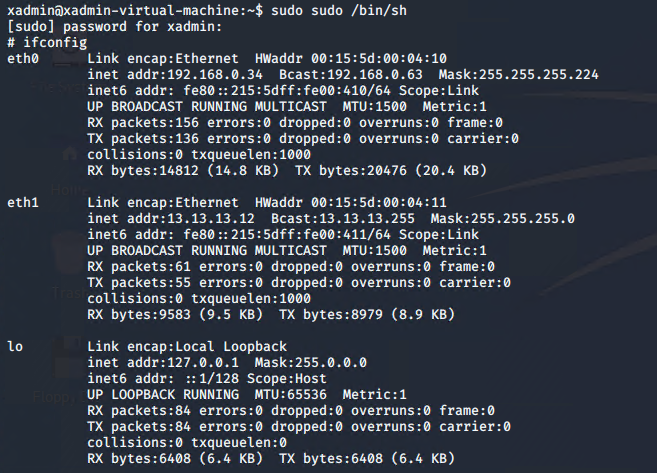 xadmin@xadmin-virtual-machine:~$ sudo sudo /bin/sh
[sudo] password for xadmin:
# ifconfig
eth0      Link encap:Ethernet  HWaddr 00:15:5d:00:04:10
          inet addr:192.168.0.34  Bcast:192.168.0.63  Mask:255.255.255.224
          inet6 addr: fe80::215:5dff:fe00:410/64 Scope:Link
          UP BROADCAST RUNNING MULTICAST  MTU:1500  Metric:1
          RX packets:156 errors:0 dropped:0 overruns:0 frame:0
          TX packets:136 errors:0 dropped:0 overruns:0 carrier:0
          collisions:0 txqueuelen:1000
          RX bytes:14812 (14.8 KB)  TX bytes:20476 (20.4 KB)

eth1      Link encap:Ethernet  HWaddr 00:15:5d:00:04:11
          inet addr:13.13.13.12  Bcast:13.13.13.255  Mask:255.255.255.0
          inet6 addr: fe80::215:5dff:fe00:411/64 Scope:Link
          UP BROADCAST RUNNING MULTICAST  MTU:1500  Metric:1
          RX packets:61 errors:0 dropped:0 overruns:0 frame:0
          TX packets:55 errors:0 dropped:0 overruns:0 carrier:0
          collisions:0 txqueuelen:1000
          RX bytes:9583 (9.5 KB)  TX bytes:8979 (8.9 KB)

lo        Link encap:Local Loopback
          inet addr:127.0.0.1  Mask:255.0.0.0
          inet6 addr: ::1/128 Scope:Host
          UP LOOPBACK RUNNING  MTU:65536  Metric:1
          RX packets:84 errors:0 dropped:0 overruns:0 frame:0
          TX packets:84 errors:0 dropped:0 overruns:0 carrier:0
          collisions:0 txqueuelen:0
          RX bytes:6408 (6.4 KB)  TX bytes:6408 (6.4 KB)